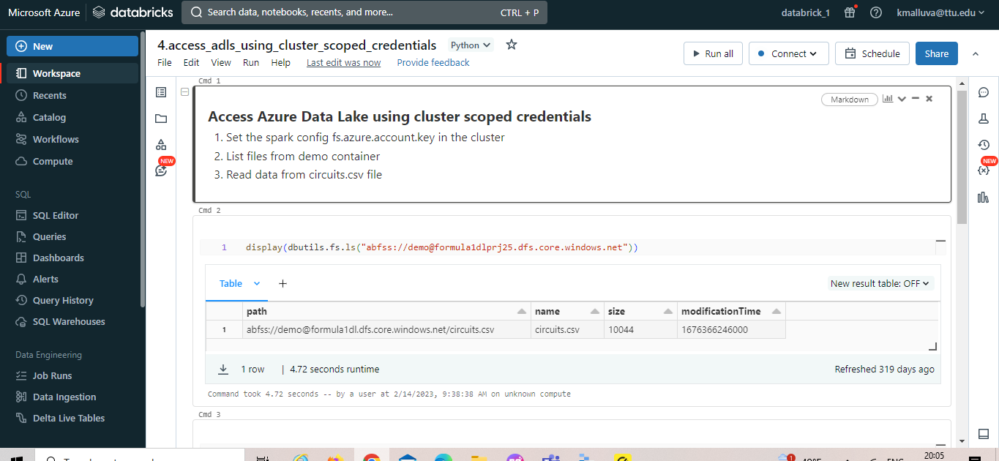 Microsoft Azure databricks Search data, notebooks, recents, and more... CTRL + P databrick_1 kmalluva@ttu.edu
New
Workspace
Recents
Catalog
Workflows
Compute
SQL
SQL Editor
Queries
Dashboards
Alerts
Query History
SQL Warehouses
Data Engineering
Job Runs
Data Ingestion
Delta Live Tables
4.access_adls_using_cluster_scoped_credentials Python
File Edit View Run Help Last edit was now Provide feedback
Run all Connect Schedule Share
NEW
NEW
Cmd 1
Markdown
Access Azure Data Lake using cluster scoped credentials
1. Set the spark config fs.azure.account.key in the cluster
2. List files from demo container
3. Read data from circuits.csv file
Cmd 2
1 display(dbutils.fs.ls("abfss://demo@formula1dlprj25.dfs.core.windows.net"))
Table + New result table: OFF
path name size modificationTime
1 abfss://demo@formula1dl.dfs.core.windows.net/circuits.csv circuits.csv 10044 1676366246000
1 row | 4.72 seconds runtime Refreshed 319 days ago
Command took 4.72 seconds -- by a user at 2/14/2023, 9:38:38 AM on unknown compute
Cmd 3
1 20:05